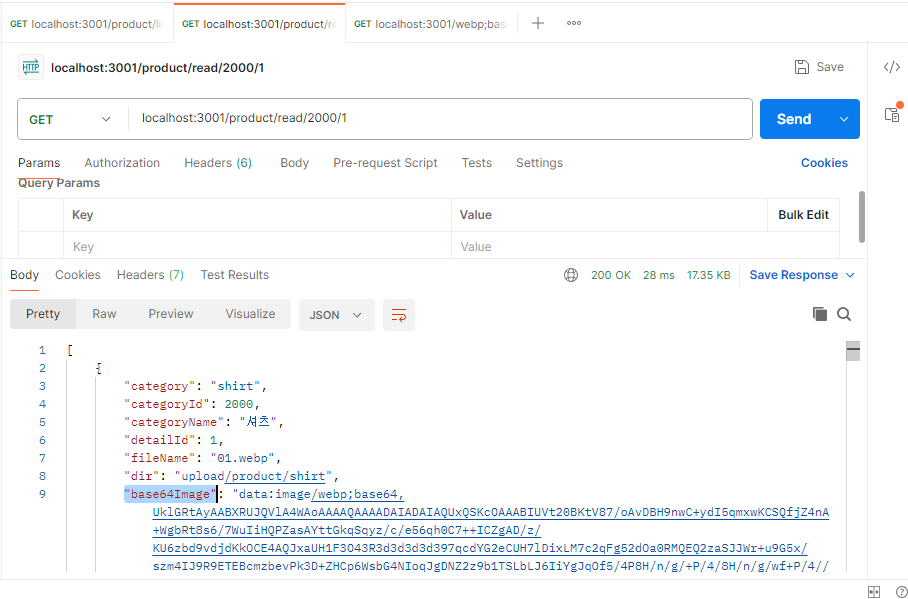 GET localhost:3001/product/li
GET localhost:3001/product/re
GET localhost:3001/webp;base
HTTP localhost:3001/product/read/2000/1
Save
GET localhost:3001/product/read/2000/1
Send
Params Authorization Headers (6) Body Pre-request Script Tests Settings Cookies
Query Params
Key Value Bulk Edit
Key Value
Body Cookies Headers (7) Test Results 200 OK 28 ms 17.35 KB Save Response
Pretty Raw Preview Visualize JSON
1 [
2 {
3 "category": "shirt",
4 "categoryId": 2000,
5 "categoryName": "셔츠",
6 "detailId": 1,
7 "fileName": "01.webp",
8 "dir": "upload/product/shirt",
9 "base64Image": "data:image/webp;base64,
UklGRtAyAABXRUJQVlA4WAoAAAAQAAAADAIADAIAQUxQSKcOAAABIUVt20BKtV87/oAvDBH9nwC+ydI5qmxwKCSQfjZ4nA
+WgbRt8s6/7WuIiHQPZasAYttGkqSqyz/c/e56qh0C7++ICZgAD/z/
KU6zbd9vdjdKkOCE4AQJxaUH1F3O43R3d3d3d3d397qcdYG2eCUH7lDixLM7c2qFg52dOa0RMQEQ2zaSJJWr+u9G5x/
szm4IJ9R9ETEBcmzbevPk3D+ZHCp6WsbG4NIoqJgDNZ2z9b1TSLbLJ6IiYgJqOf5/4P8H/n/g/+P/4/8H/n/g/wf+P/4//